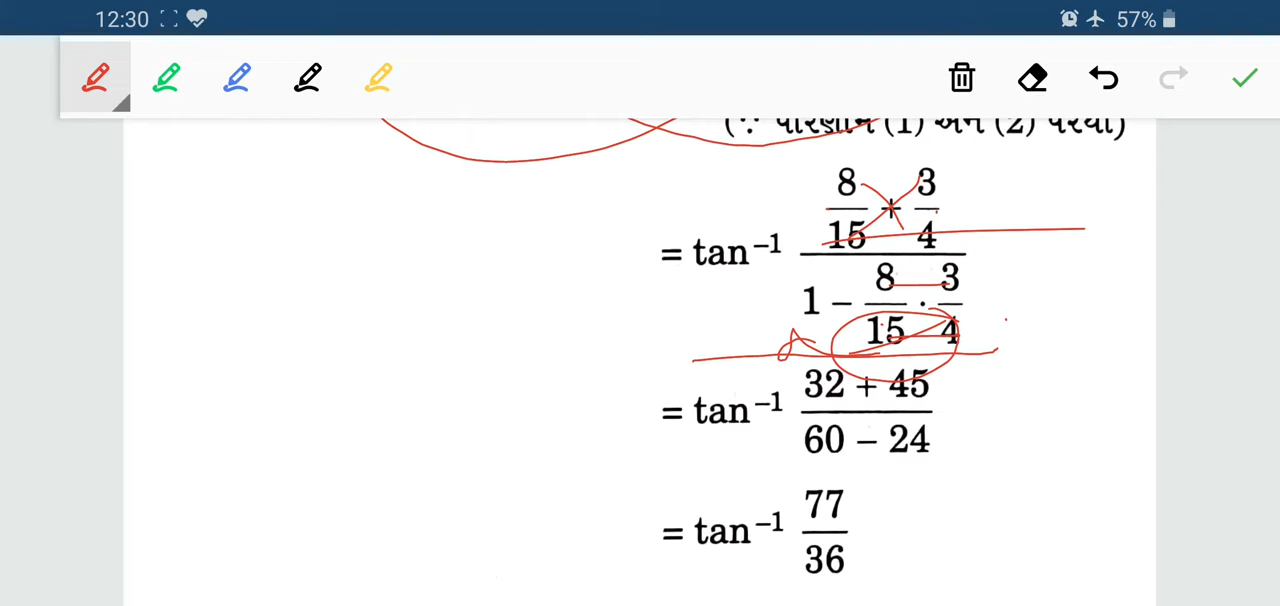 12:30 57%
(∵ પરિણામ (1) અને (2) પરથી)
= tan⁻¹ (8/15 + 3/4) / (1 − 8/15 · 3/4)
= tan⁻¹ (32 + 45) / (60 − 24)
= tan⁻¹ 77/36